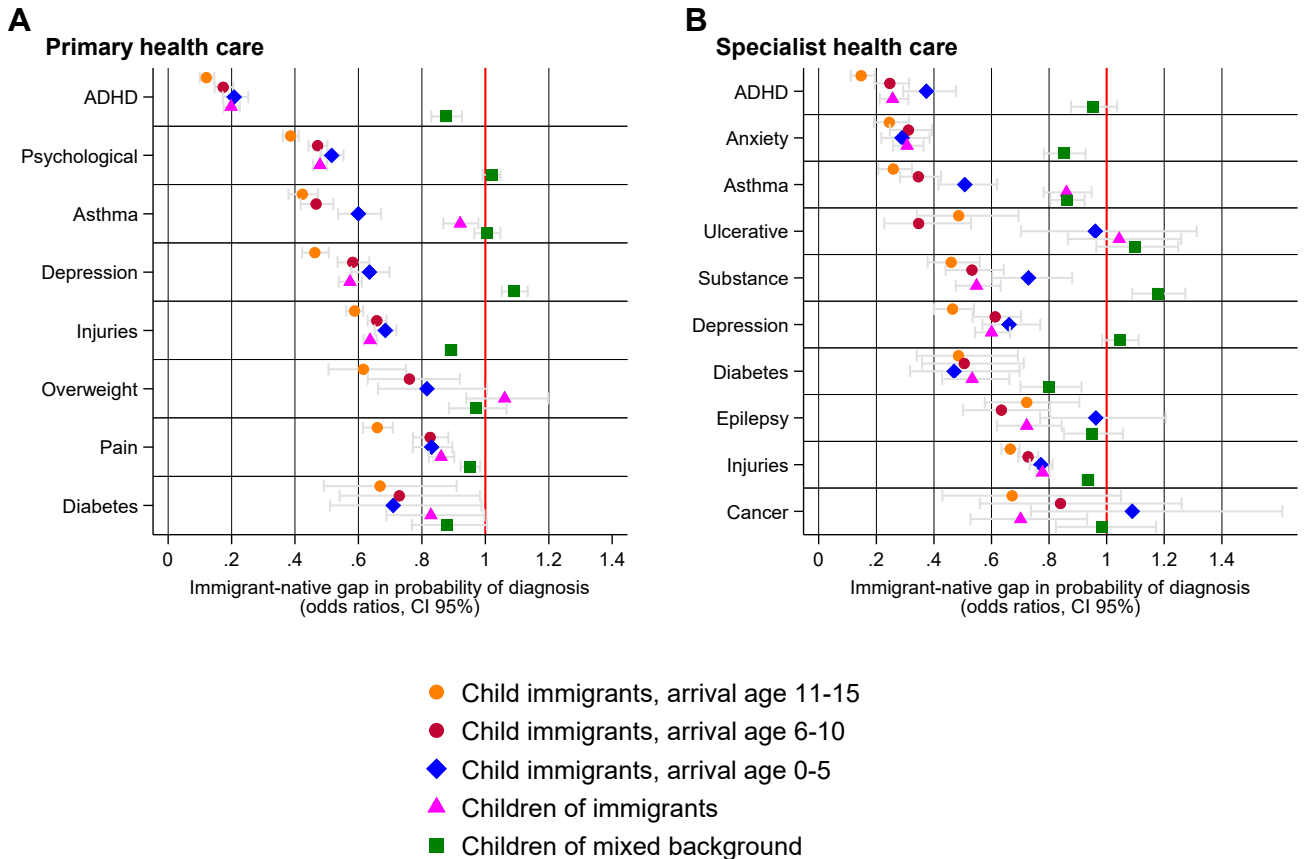 A
Primary health care
ADHD
Psychological
Asthma
Depression
Injuries
Overweight
Pain
Diabetes
0 .2 .4 .6 .8 1 1.2 1.4
Immigrant-native gap in probability of diagnosis
(odds ratios, CI 95%)
B
Specialist health care
ADHD
Anxiety
Asthma
Ulcerative
Substance
Depression
Diabetes
Epilepsy
Injuries
Cancer
0 .2 .4 .6 .8 1 1.2 1.4
Immigrant-native gap in probability of diagnosis
(odds ratios, CI 95%)
Child immigrants, arrival age 11-15
Child immigrants, arrival age 6-10
Child immigrants, arrival age 0-5
Children of immigrants
Children of mixed background